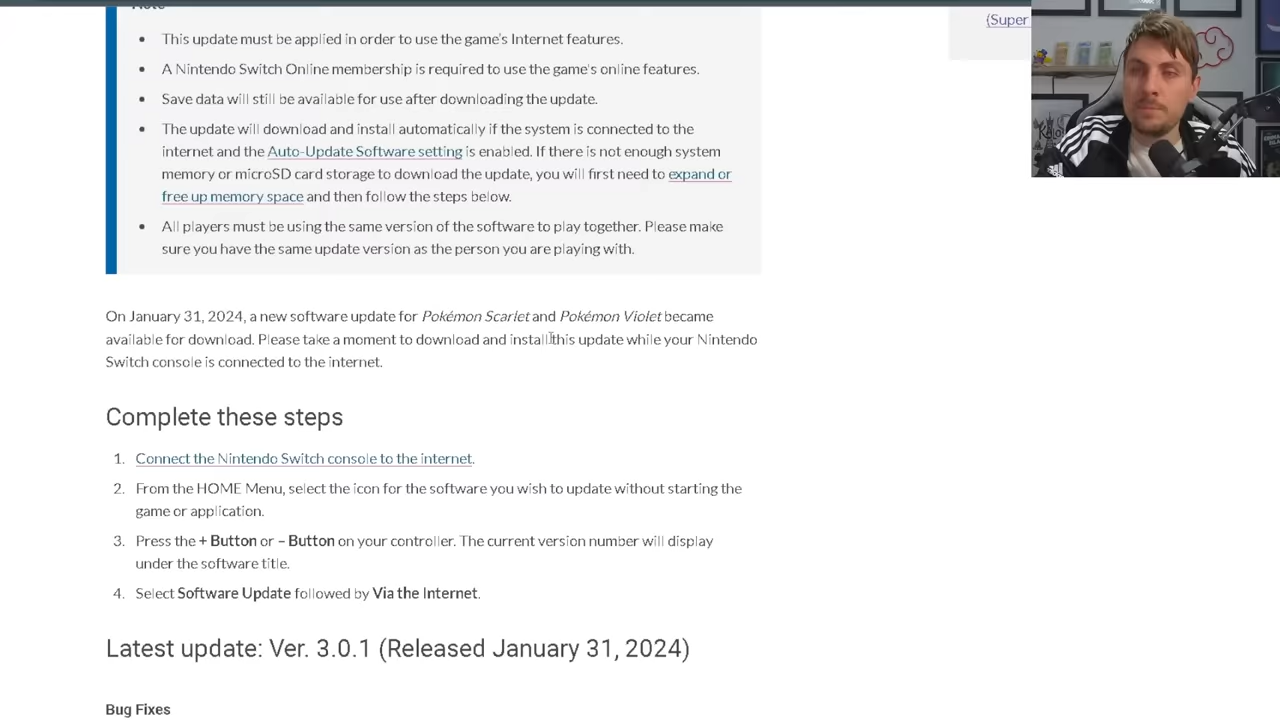 Note
• This update must be applied in order to use the game's Internet features.
• A Nintendo Switch Online membership is required to use the game's online features.
• Save data will still be available for use after downloading the update.
• The update will download and install automatically if the system is connected to the
internet and the Auto-Update Software setting is enabled. If there is not enough system
memory or microSD card storage to download the update, you will first need to expand or
free up memory space and then follow the steps below.
• All players must be using the same version of the software to play together. Please make
sure you have the same update version as the person you are playing with.
(Super
On January 31, 2024, a new software update for Pokémon Scarlet and Pokémon Violet became
available for download. Please take a moment to download and install this update while your Nintendo
Switch console is connected to the internet.
Complete these steps
1. Connect the Nintendo Switch console to the internet.
2. From the HOME Menu, select the icon for the software you wish to update without starting the
game or application.
3. Press the + Button or – Button on your controller. The current version number will display
under the software title.
4. Select Software Update followed by Via the Internet.
Latest update: Ver. 3.0.1 (Released January 31, 2024)
Bug Fixes